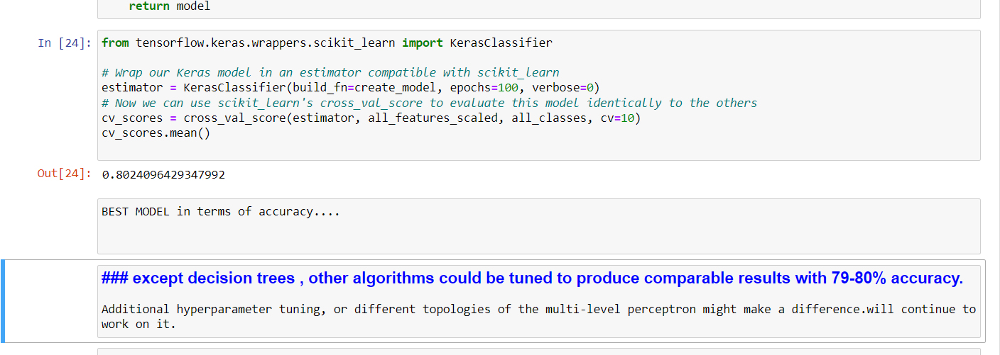 return model
In [24]: from tensorflow.keras.wrappers.scikit_learn import KerasClassifier
# Wrap our Keras model in an estimator compatible with scikit_learn
estimator = KerasClassifier(build_fn=create_model, epochs=100, verbose=0)
# Now we can use scikit_learn's cross_val_score to evaluate this model identically to the others
cv_scores = cross_val_score(estimator, all_features_scaled, all_classes, cv=10)
cv_scores.mean()
Out[24]: 0.8024096429347992
BEST MODEL in terms of accuracy....
### except decision trees , other algorithms could be tuned to produce comparable results with 79-80% accuracy.
Additional hyperparameter tuning, or different topologies of the multi-level perceptron might make a difference.will continue to
work on it.